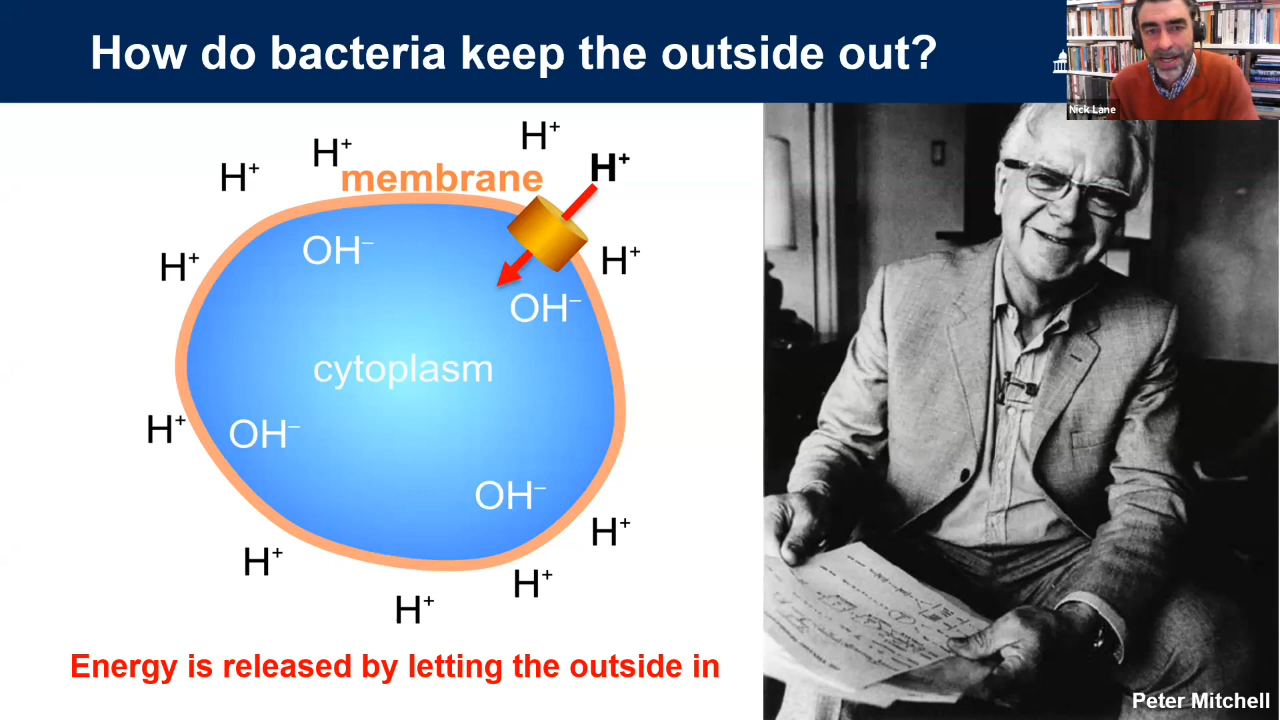 How do bacteria keep the outside out?
Nick Lane
H⁺
H⁺
H⁺
membrane
H⁺
H⁺
OH⁻
H⁺
OH⁻
cytoplasm
H⁺
OH⁻
OH⁻
H⁺
H⁺
H⁺
H⁺
Energy is released by letting the outside in
Peter Mitchell